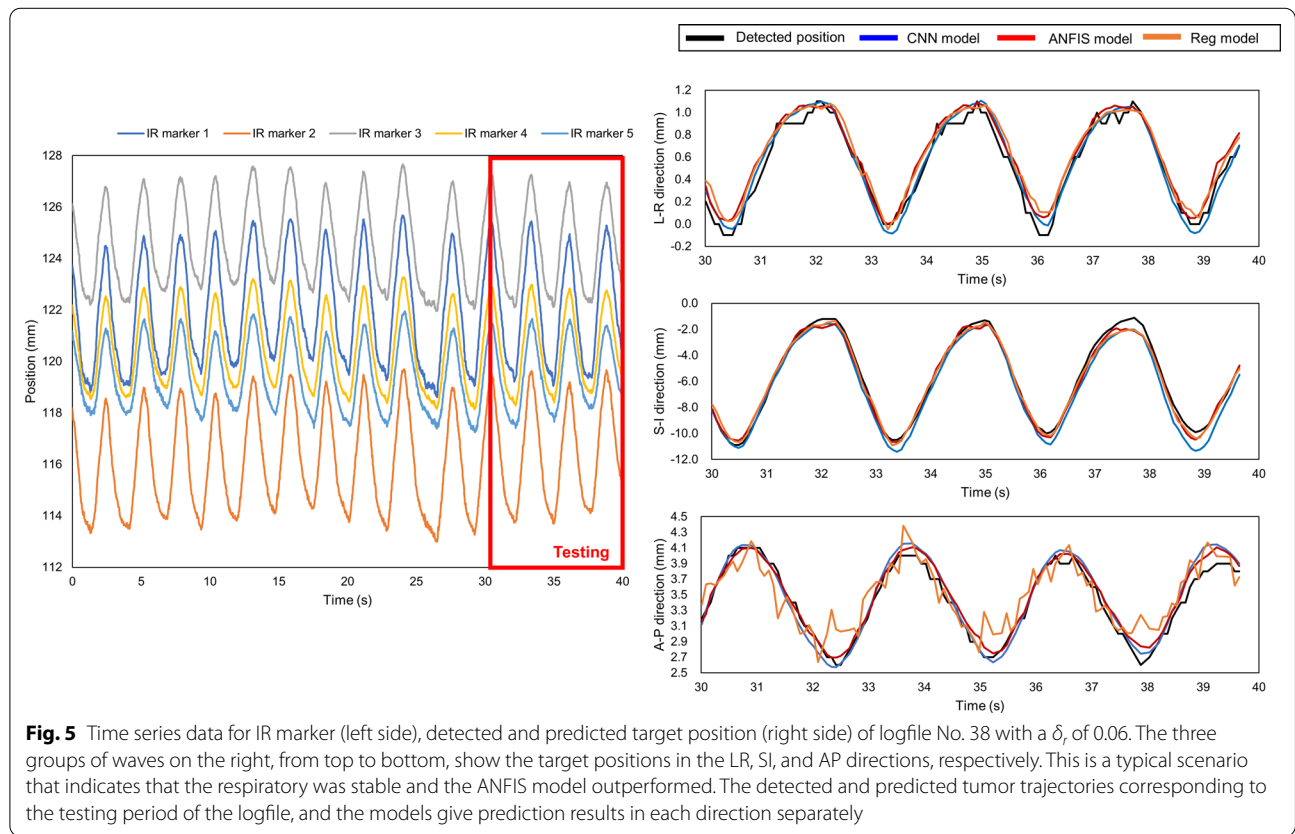 Detected position CNN model ANFIS model Reg model
IR marker 1 IR marker 2 IR marker 3 IR marker 4 IR marker 5
Position (mm)
128
126
124
122
120
118
116
114
112
Testing
0 5 10 15 20 25 30 35 40
Time (s)
L-R direction (mm)
1.2
1.0
0.8
0.6
0.4
0.2
0.0
-0.2
30 31 32 33 34 35 36 37 38 39 40
Time (s)
S-I direction (mm)
0.0
-2.0
-4.0
-6.0
-8.0
-10.0
-12.0
30 31 32 33 34 35 36 37 38 39 40
Time (s)
A-P direction (mm)
4.5
4.3
4.1
3.9
3.7
3.5
3.3
3.1
2.9
2.7
2.5
30 31 32 33 34 35 36 37 38 39 40
Time (s)
Fig. 5 Time series data for IR marker (left side), detected and predicted target position (right side) of logfile No. 38 with a δr of 0.06. The three
groups of waves on the right, from top to bottom, show the target positions in the LR, SI, and AP directions, respectively. This is a typical scenario
that indicates that the respiratory was stable and the ANFIS model outperformed. The detected and predicted tumor trajectories corresponding to
the testing period of the logfile, and the models give prediction results in each direction separately